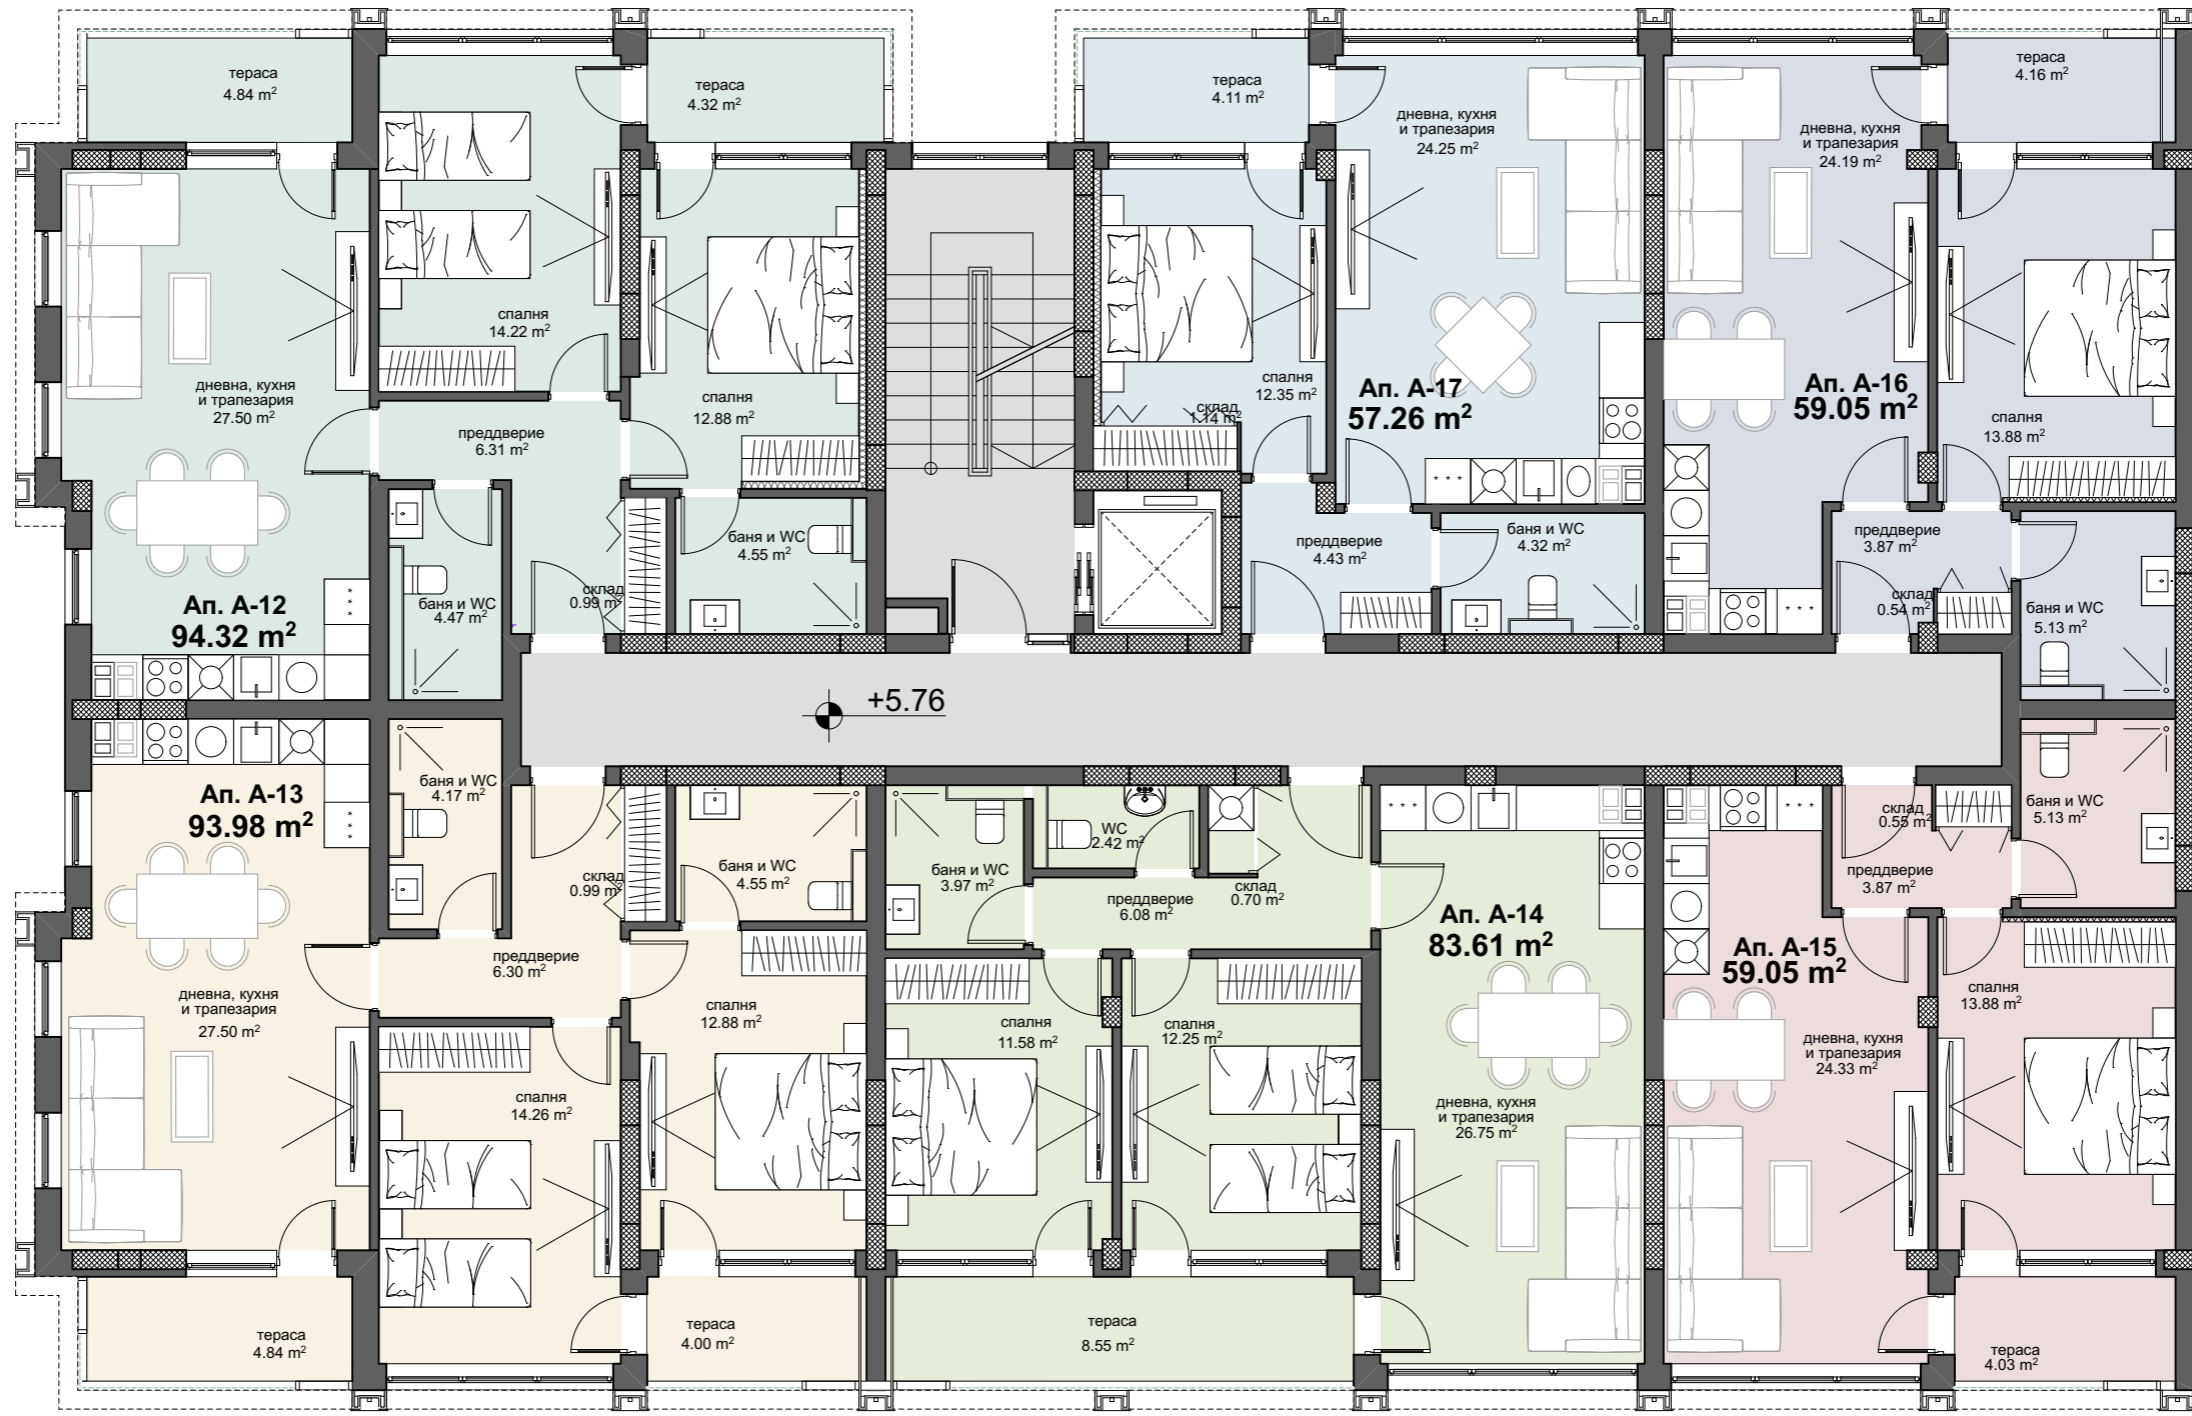 тераса
4.84 m²
тераса
4.32 m²
спалня
14.22 m²
дневна, кухня
и трапезария
27.50 m²
спалня
12.88 m²
преддверие
6.31 m²
баня и WC
4.55 m²
склад
0.99 m²
баня и WC
4.47 m²
Ап. А-12
94.32 m²
тераса
4.11 m²
дневна, кухня
и трапезария
24.25 m²
спалня
12.35 m²
склад
1.14 m²
Ап. А-17
57.26 m²
преддверие
4.43 m²
баня и WC
4.32 m²
тераса
4.16 m²
дневна, кухня
и трапезария
24.19 m²
Ап. А-16
59.05 m²
спалня
13.88 m²
преддверие
3.87 m²
склад
0.54 m²
баня и WC
5.13 m²
+5.76
Ап. А-13
93.98 m²
баня и WC
4.17 m²
склад
0.99 m²
баня и WC
4.55 m²
преддверие
6.30 m²
дневна, кухня
и трапезария
27.50 m²
спалня
12.88 m²
спалня
14.26 m²
тераса
4.84 m²
тераса
4.00 m²
WC
2.42 m²
баня и WC
3.97 m²
преддверие
6.08 m²
склад
0.70 m²
Ап. А-14
83.61 m²
спалня
11.58 m²
спалня
12.25 m²
дневна, кухня
и трапезария
26.75 m²
тераса
8.55 m²
склад
0.55 m²
баня и WC
5.13 m²
преддверие
3.87 m²
Ап. А-15
59.05 m²
спалня
13.88 m²
дневна, кухня
и трапезария
24.33 m²
тераса
4.03 m²